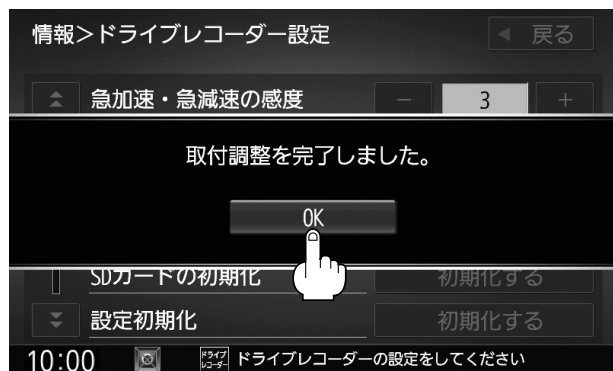 情報>ドライブレコーダー設定
戻る
急加速・急減速の感度
− 3 +
取付調整を完了しました。
OK
SDカードの初期化
初期化する
設定初期化
初期化する
10:00
ドライブ
レコーダー
ドライブレコーダーの設定をしてください